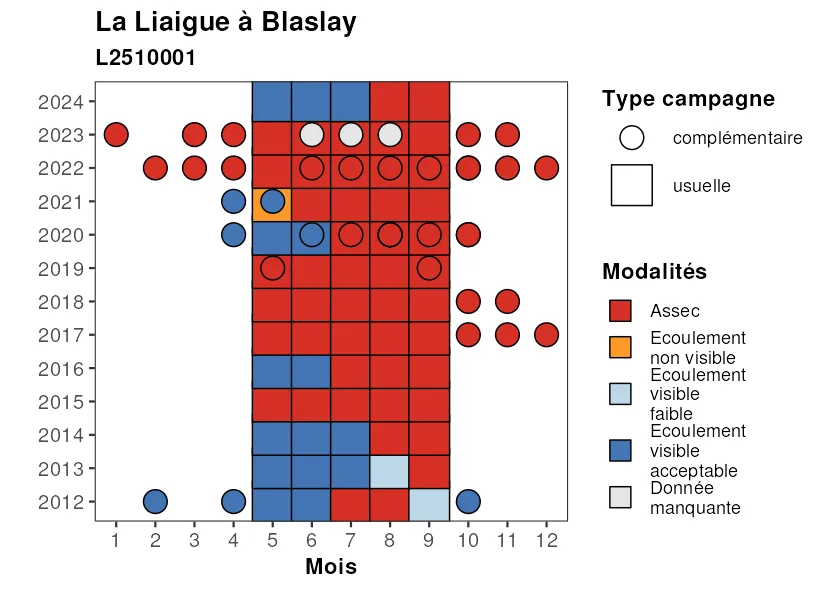 La Liaigue à Blaslay
L2510001
2024
2023
2022
2021
2020
2019
2018
2017
2016
2015
2014
2013
2012
1 2 3 4 5 6 7 8 9 10 11 12
Mois
Type campagne
complémentaire
usuelle
Modalités
Assec
Ecoulement
non visible
Ecoulement
visible
faible
Ecoulement
visible
acceptable
Donnée
manquante